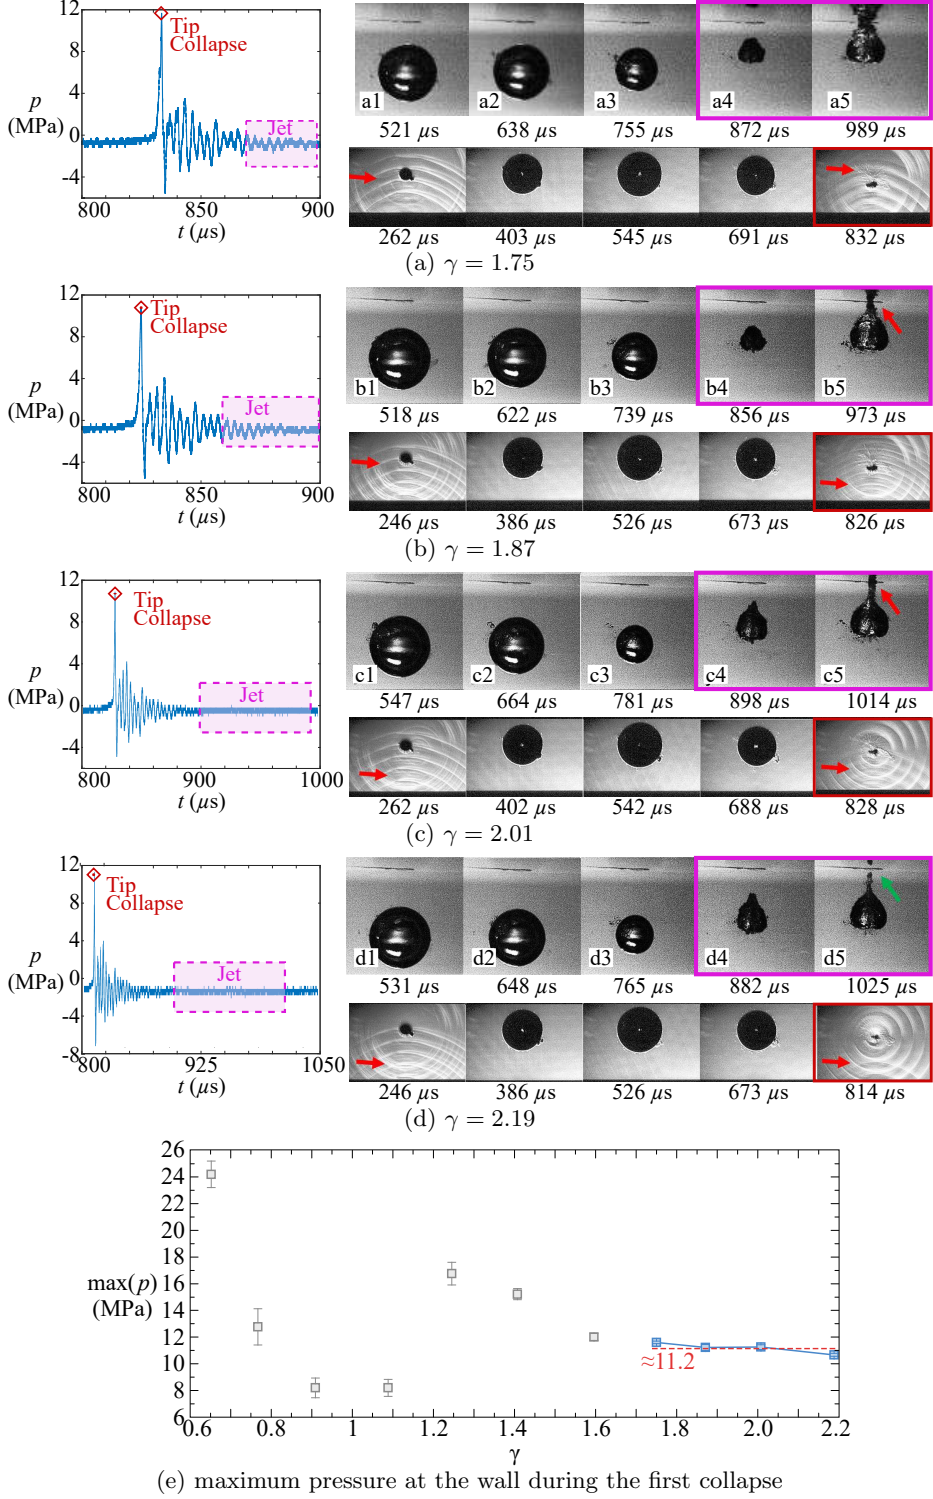 12
8
4
0
-4
p
(MPa)
Tip
Collapse
Jet
800 850 900
t (μs)
a1 a2 a3 a4 a5
521 μs 638 μs 755 μs 872 μs 989 μs
262 μs 403 μs 545 μs 691 μs 832 μs
(a) γ = 1.75
12
8
4
0
-4
p
(MPa)
Tip
Collapse
Jet
800 850 900
t (μs)
b1 b2 b3 b4 b5
518 μs 622 μs 739 μs 856 μs 973 μs
246 μs 386 μs 526 μs 673 μs 826 μs
(b) γ = 1.87
12
8
4
0
-4
p
(MPa)
Tip
Collapse
Jet
800 900 1000
t (μs)
c1 c2 c3 c4 c5
547 μs 664 μs 781 μs 898 μs 1014 μs
262 μs 402 μs 542 μs 688 μs 828 μs
(c) γ = 2.01
12
8
4
0
-4
-8
p
(MPa)
Tip
Collapse
Jet
800 925 1050
t (μs)
d1 d2 d3 d4 d5
531 μs 648 μs 765 μs 882 μs 1025 μs
246 μs 386 μs 526 μs 673 μs 814 μs
(d) γ = 2.19
26
24
22
20
18
16
14
12
10
8
6
max(p)
(MPa)
≈11.2
0.6 0.8 1 1.2 1.4 1.6 1.8 2.0 2.2
γ
(e) maximum pressure at the wall during the first collapse